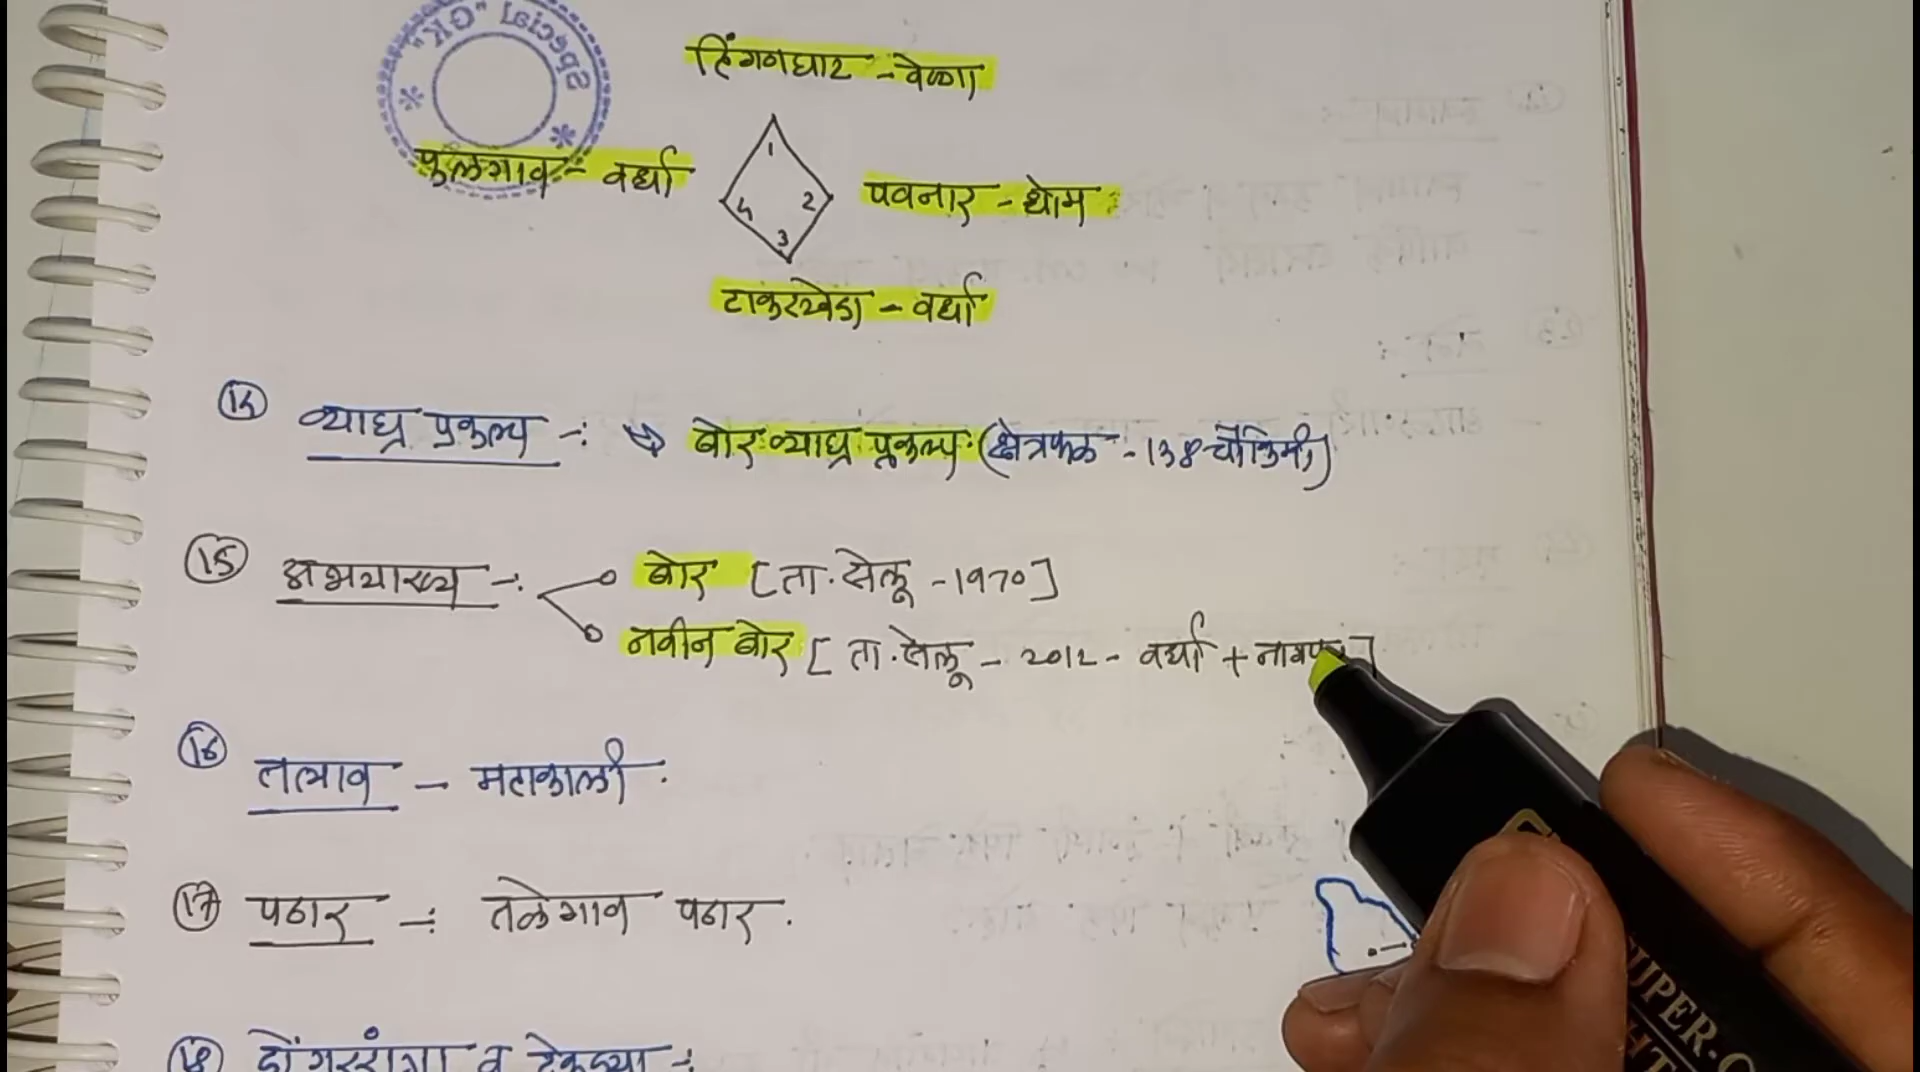 Special "GK"
हिंगणघाट - वेण्णा
फुलगाव - वर्धा
1
2
3
4
पवनार - धोम
टाकरखेडा - वर्धा
14 व्याघ्र प्रकल्प -: → बोर व्याघ्र प्रकल्प (क्षेत्रफळ - 138 चौकिमी)
15 अभयारण्य -: बोर [ता. सेलू - 1970]
नवीन बोर [ता. सेलू - 2012 - वर्धा + नागपूर]
16 तलाव - महाकाली.
17 पठार -: तळेगाव पठार.
18 डोंगररांगा व टेकड्या -: